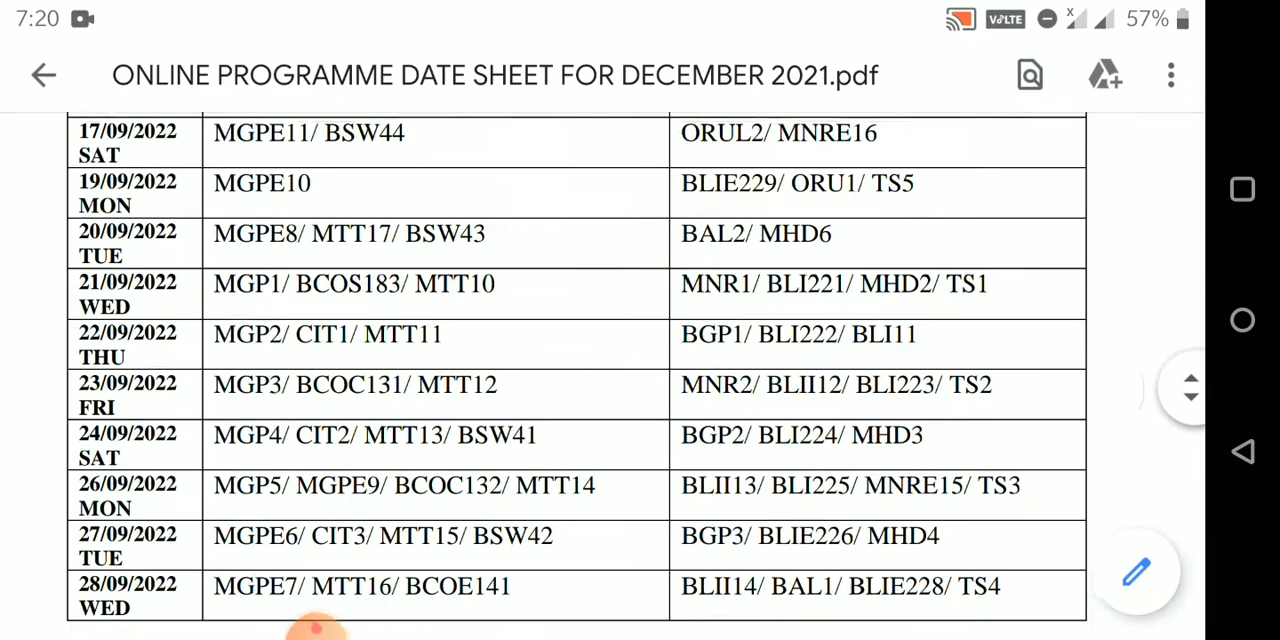 7:20 VoLTE x 57%
ONLINE PROGRAMME DATE SHEET FOR DECEMBER 2021.pdf
17/09/2022 SAT MGPE11/ BSW44 ORUL2/ MNRE16
19/09/2022 MON MGPE10 BLIE229/ ORU1/ TS5
20/09/2022 TUE MGPE8/ MTT17/ BSW43 BAL2/ MHD6
21/09/2022 WED MGP1/ BCOS183/ MTT10 MNR1/ BLI221/ MHD2/ TS1
22/09/2022 THU MGP2/ CIT1/ MTT11 BGP1/ BLI222/ BLI11
23/09/2022 FRI MGP3/ BCOC131/ MTT12 MNR2/ BLII12/ BLI223/ TS2
24/09/2022 SAT MGP4/ CIT2/ MTT13/ BSW41 BGP2/ BLI224/ MHD3
26/09/2022 MON MGP5/ MGPE9/ BCOC132/ MTT14 BLII13/ BLI225/ MNRE15/ TS3
27/09/2022 TUE MGPE6/ CIT3/ MTT15/ BSW42 BGP3/ BLIE226/ MHD4
28/09/2022 WED MGPE7/ MTT16/ BCOE141 BLII14/ BAL1/ BLIE228/ TS4